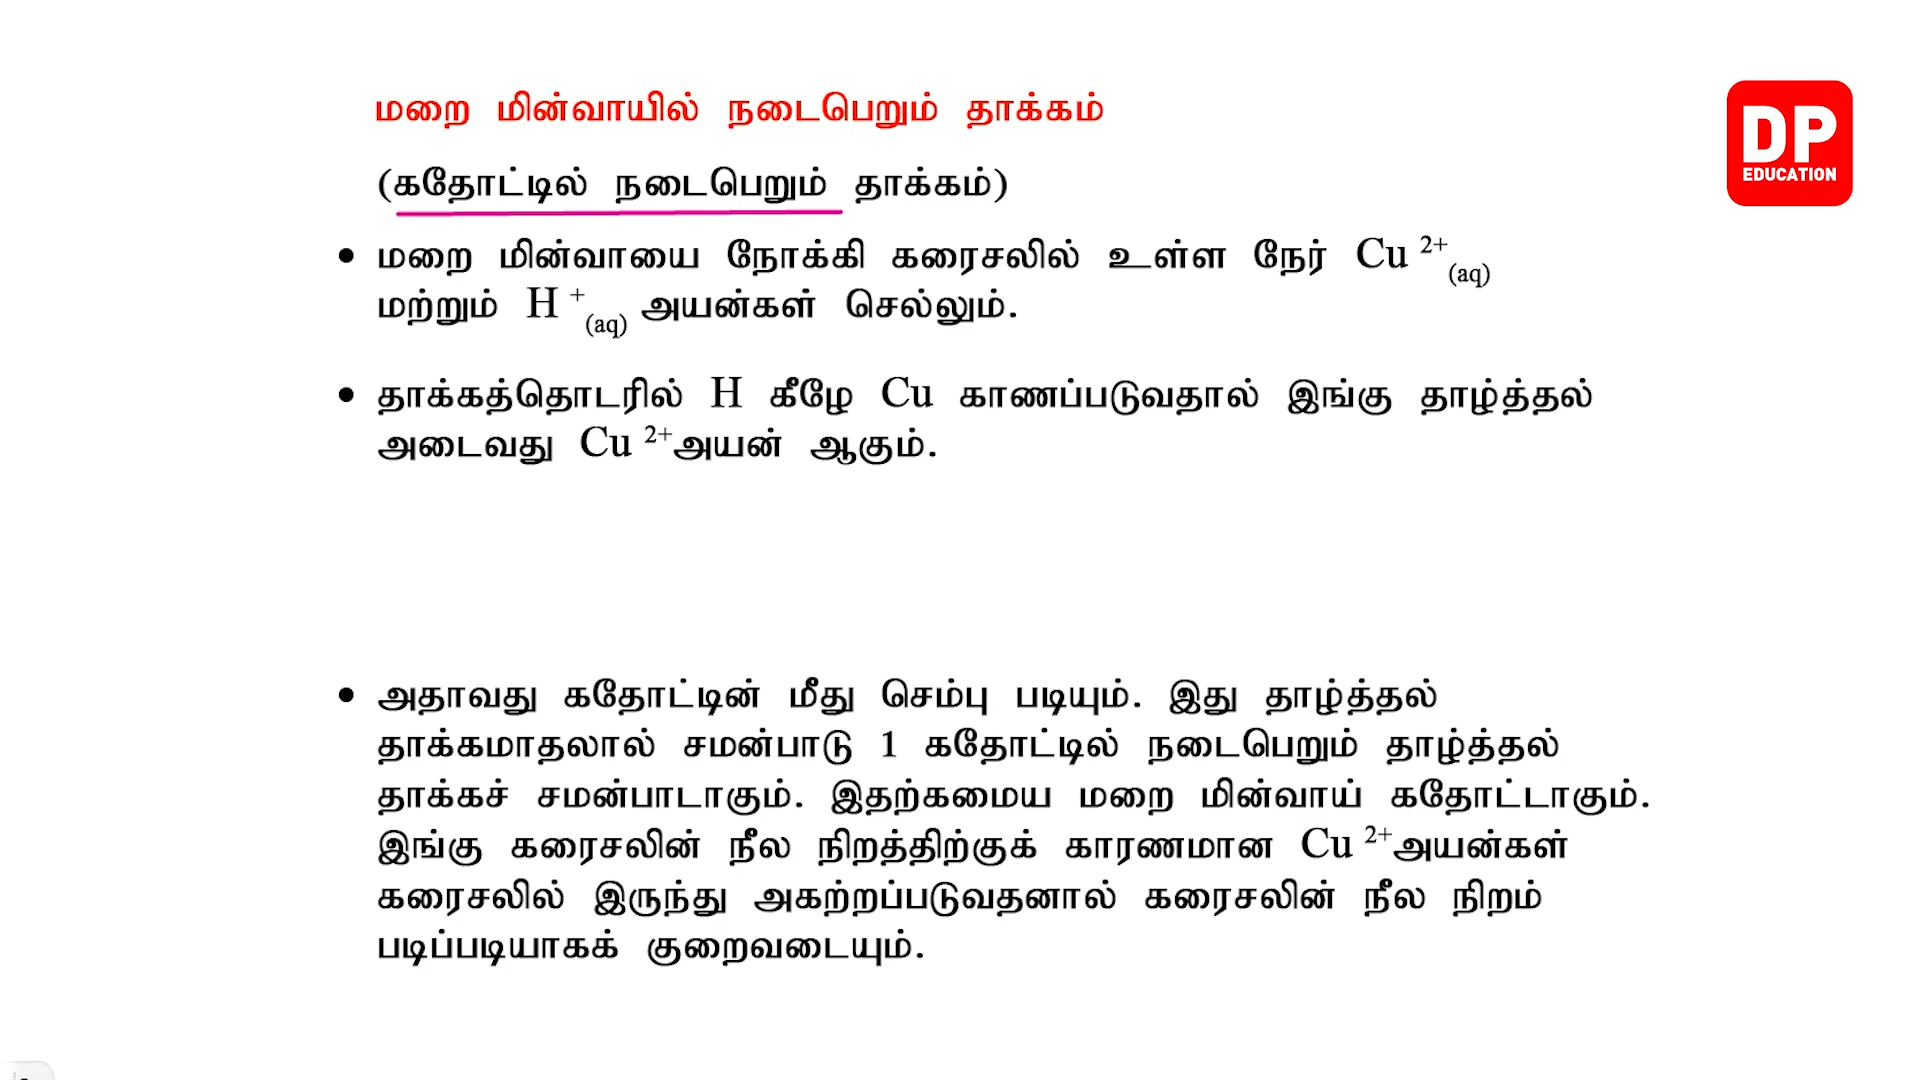 மறை மின்வாயில் நடைபெறும் தாக்கம்
DP
EDUCATION
(கதோட்டில் நடைபெறும் தாக்கம்)
• மறை மின்வாயை நோக்கி கரைசலில் உள்ள நேர் Cu 2+ (aq)
மற்றும் H + (aq) அயன்கள் செல்லும்.
• தாக்கத்தொடரில் H கீழே Cu காணப்படுவதால் இங்கு தாழ்த்தல்
அடைவது Cu 2+ அயன் ஆகும்.
• அதாவது கதோட்டின் மீது செம்பு படியும். இது தாழ்த்தல்
தாக்கமாதலால் சமன்பாடு 1 கதோட்டில் நடைபெறும் தாழ்த்தல்
தாக்கச் சமன்பாடாகும். இதற்கமைய மறை மின்வாய் கதோட்டாகும்.
இங்கு கரைசலின் நீல நிறத்திற்குக் காரணமான Cu 2+ அயன்கள்
கரைசலில் இருந்து அகற்றப்படுவதனால் கரைசலின் நீல நிறம்
படிப்படியாகக் குறைவடையும்.